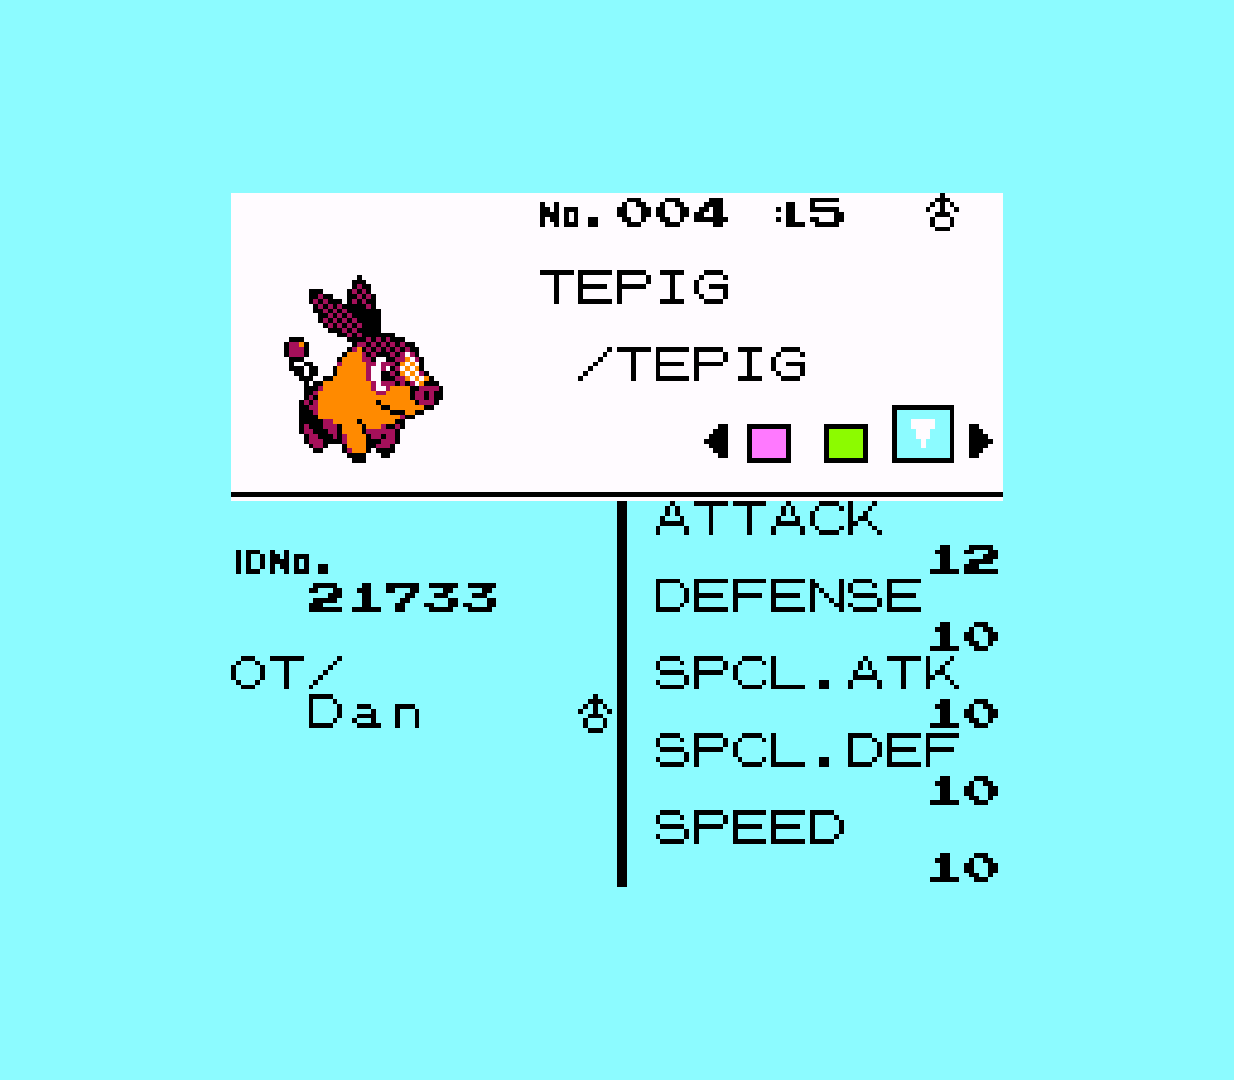 No.004 :L5 ♂
TEPIG
/TEPIG
IDNo.
21733
OT/
Dan ♂
ATTACK
12
DEFENSE
10
SPCL.ATK
10
SPCL.DEF
10
SPEED
10